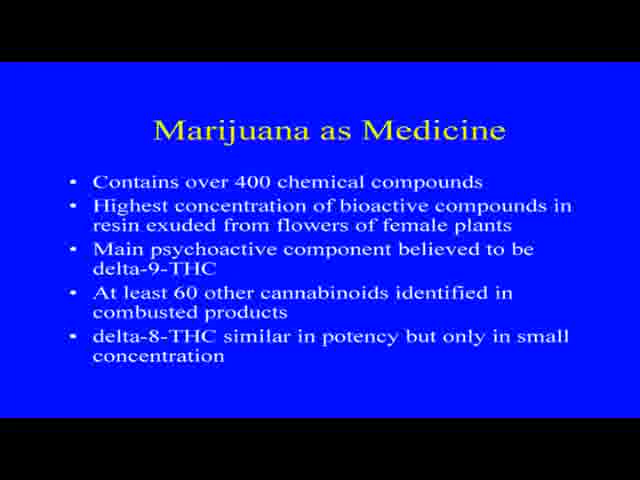 Marijuana as Medicine
• Contains over 400 chemical compounds
• Highest concentration of bioactive compounds in
resin exuded from flowers of female plants
• Main psychoactive component believed to be
delta-9-THC
• At least 60 other cannabinoids identified in
combusted products
• delta-8-THC similar in potency but only in small
concentration